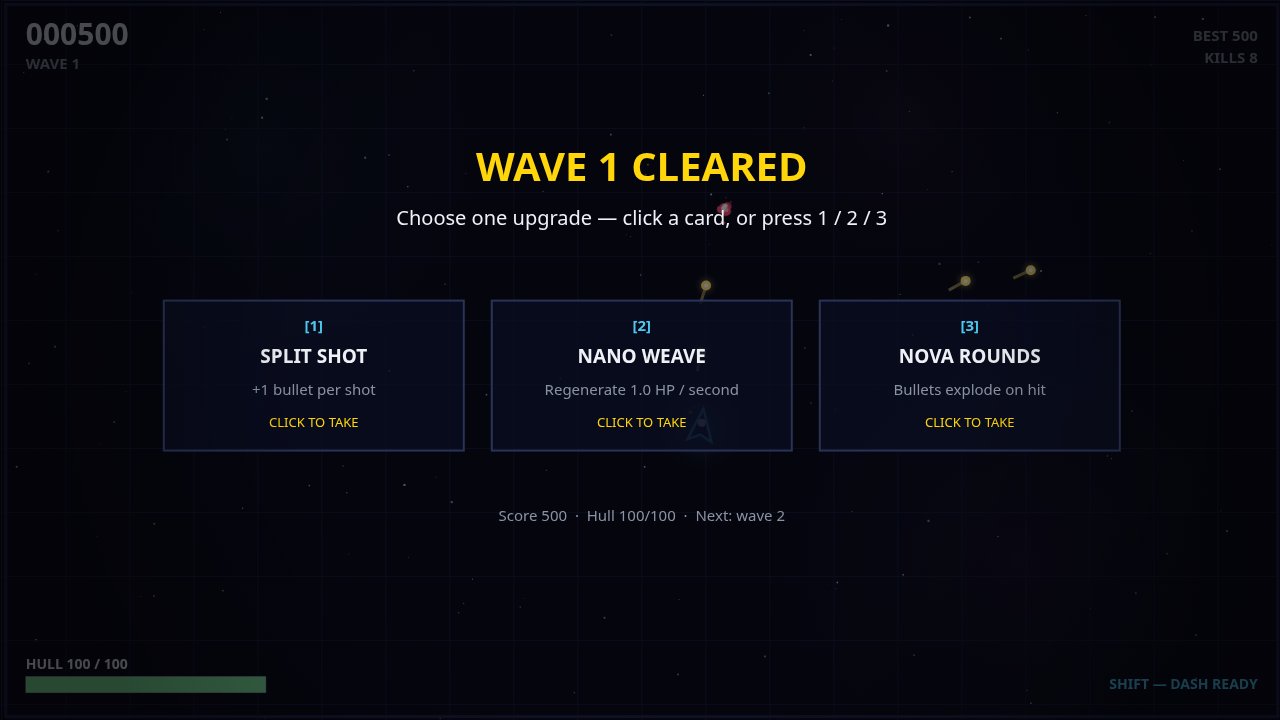 000500
WAVE 1
BEST 500
KILLS 8
WAVE 1 CLEARED
Choose one upgrade — click a card, or press 1 / 2 / 3
[1]
SPLIT SHOT
+1 bullet per shot
CLICK TO TAKE
[2]
NANO WEAVE
Regenerate 1.0 HP / second
CLICK TO TAKE
[3]
NOVA ROUNDS
Bullets explode on hit
CLICK TO TAKE
Score 500 · Hull 100/100 · Next: wave 2
HULL 100 / 100
SHIFT — DASH READY